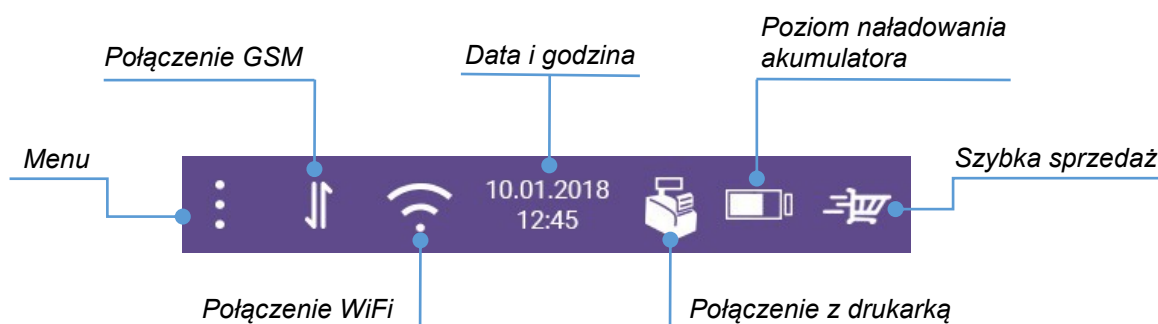 Poziom naładowania
akumulatora
Połączenie GSM
Data i godzina
Menu
Szybka sprzedaż
10.01.2018
12:45
Połączenie WiFi
Połączenie z drukarką